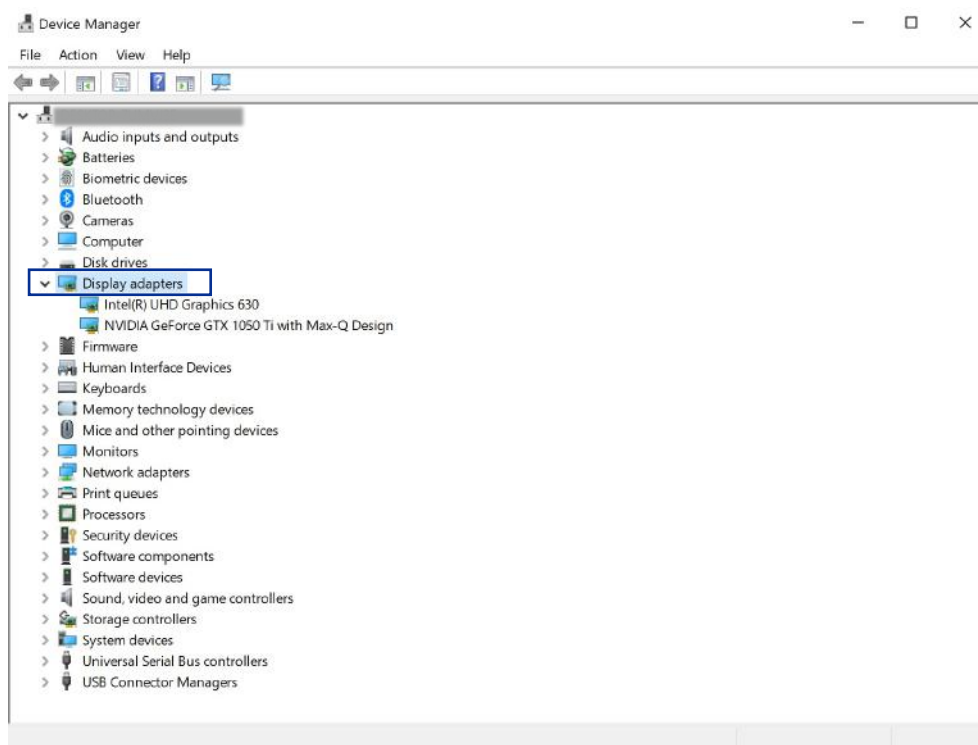 Device Manager
File Action View Help
Audio inputs and outputs
Batteries
Biometric devices
Bluetooth
Cameras
Computer
Disk drives
Display adapters
Intel(R) UHD Graphics 630
NVIDIA GeForce GTX 1050 Ti with Max-Q Design
Firmware
Human Interface Devices
Keyboards
Memory technology devices
Mice and other pointing devices
Monitors
Network adapters
Print queues
Processors
Security devices
Software components
Software devices
Sound, video and game controllers
Storage controllers
System devices
Universal Serial Bus controllers
USB Connector Managers